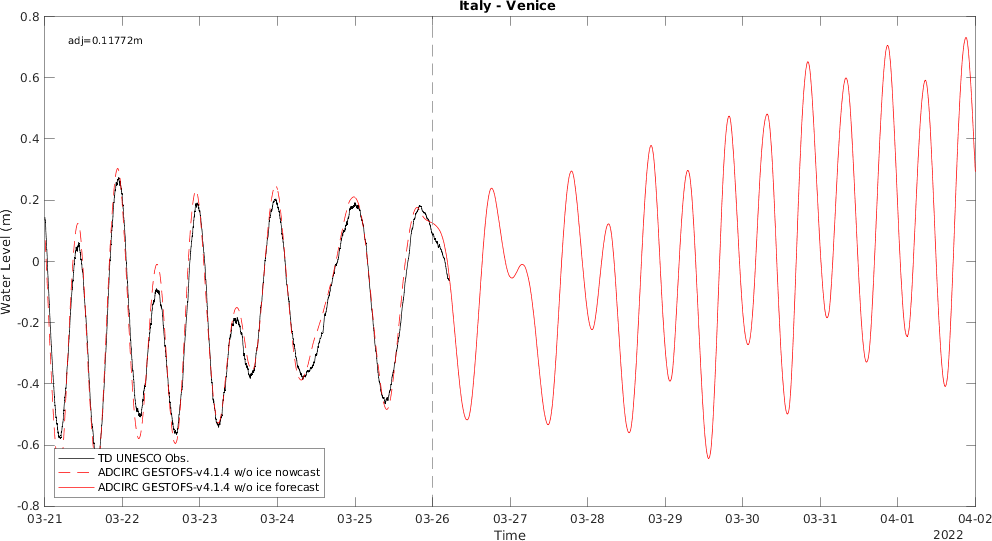 Italy - Venice
adj=0.11772m
Water Level (m)
0.8
0.6
0.4
0.2
0
-0.2
-0.4
-0.6
-0.8
TD UNESCO Obs.
ADCIRC GESTOFS-v4.1.4 w/o ice nowcast
ADCIRC GESTOFS-v4.1.4 w/o ice forecast
03-21 03-22 03-23 03-24 03-25 03-26 03-27 03-28 03-29 03-30 03-31 04-01 04-02
Time
2022